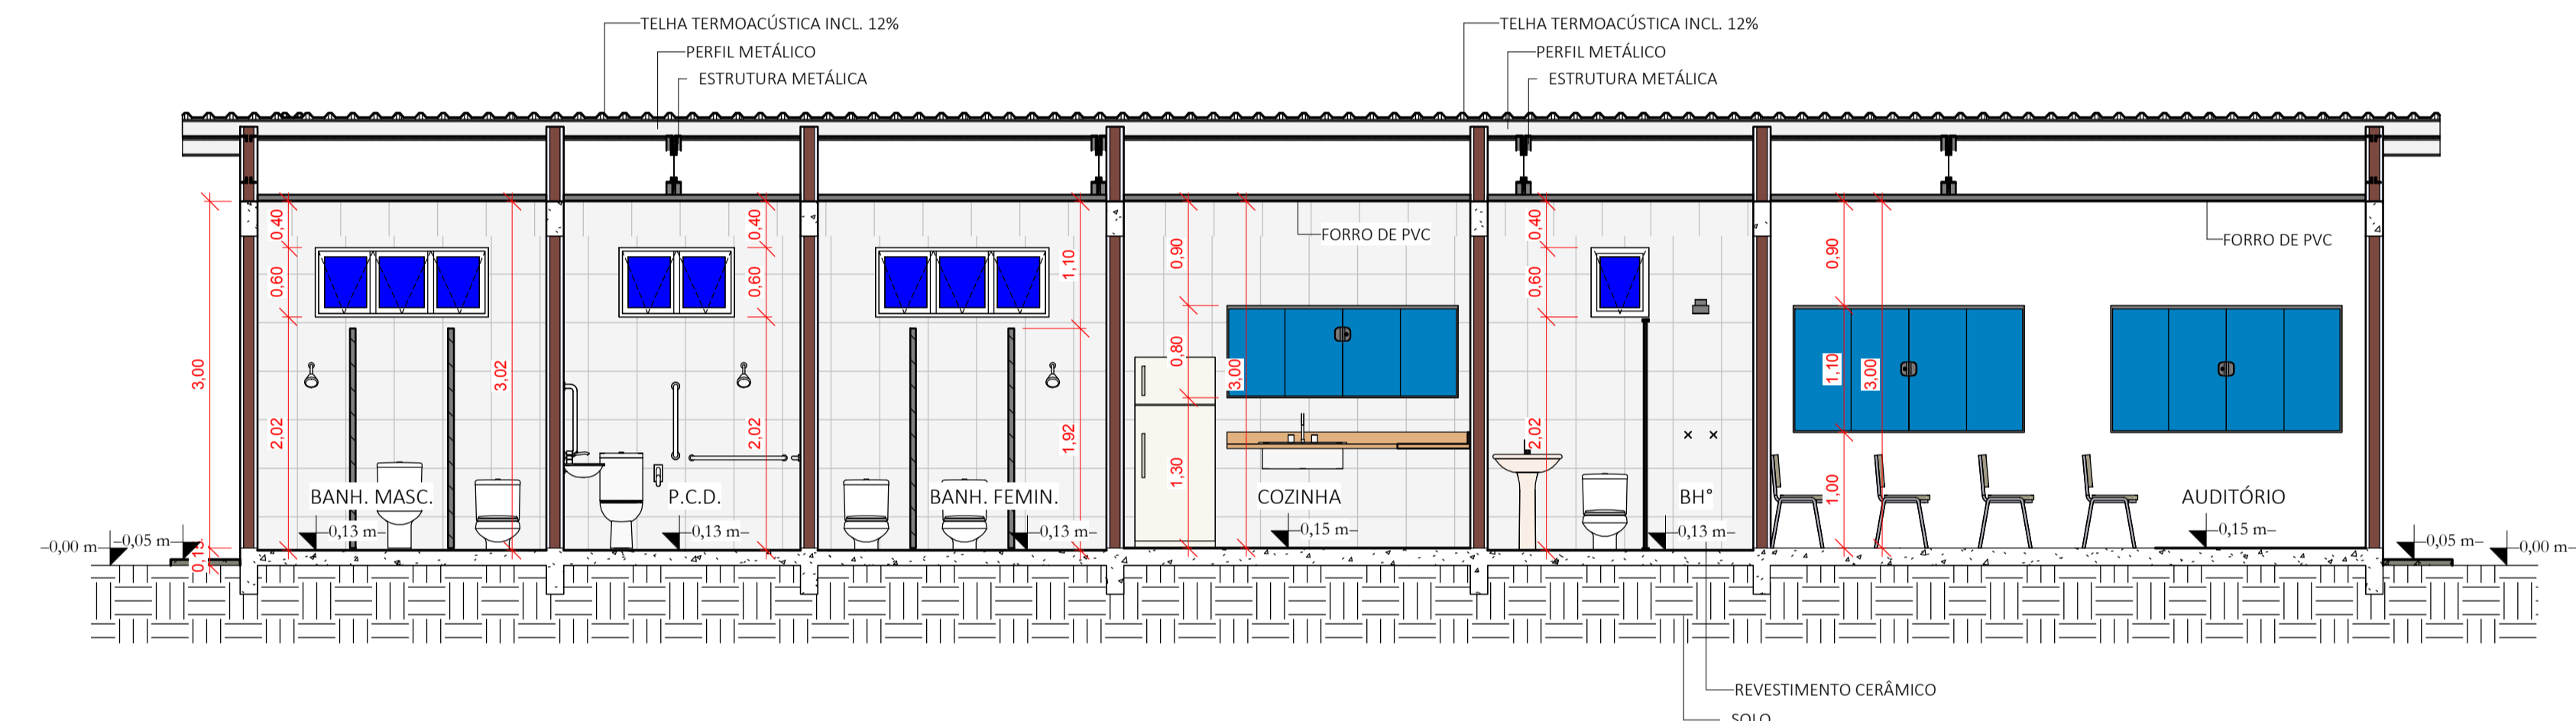 TELHA TERMOACÚSTICA INCL. 12%
PERFIL METÁLICO
ESTRUTURA METÁLICA
TELHA TERMOACÚSTICA INCL. 12%
PERFIL METÁLICO
ESTRUTURA METÁLICA
FORRO DE PVC
FORRO DE PVC
3,00
0,13
0,40
0,60
2,02
3,02
0,40
0,60
2,02
1,10
1,92
0,90
0,80
1,30
3,00
0,40
0,60
2,02
0,90
1,10
1,00
3,00
BANH. MASC.
P.C.D.
BANH. FEMIN.
COZINHA
BH°
AUDITÓRIO
0,00 m
0,05 m
0,13 m
0,13 m
0,13 m
0,15 m
0,13 m
0,15 m
0,05 m
0,00 m
REVESTIMENTO CERÂMICO
SOLO